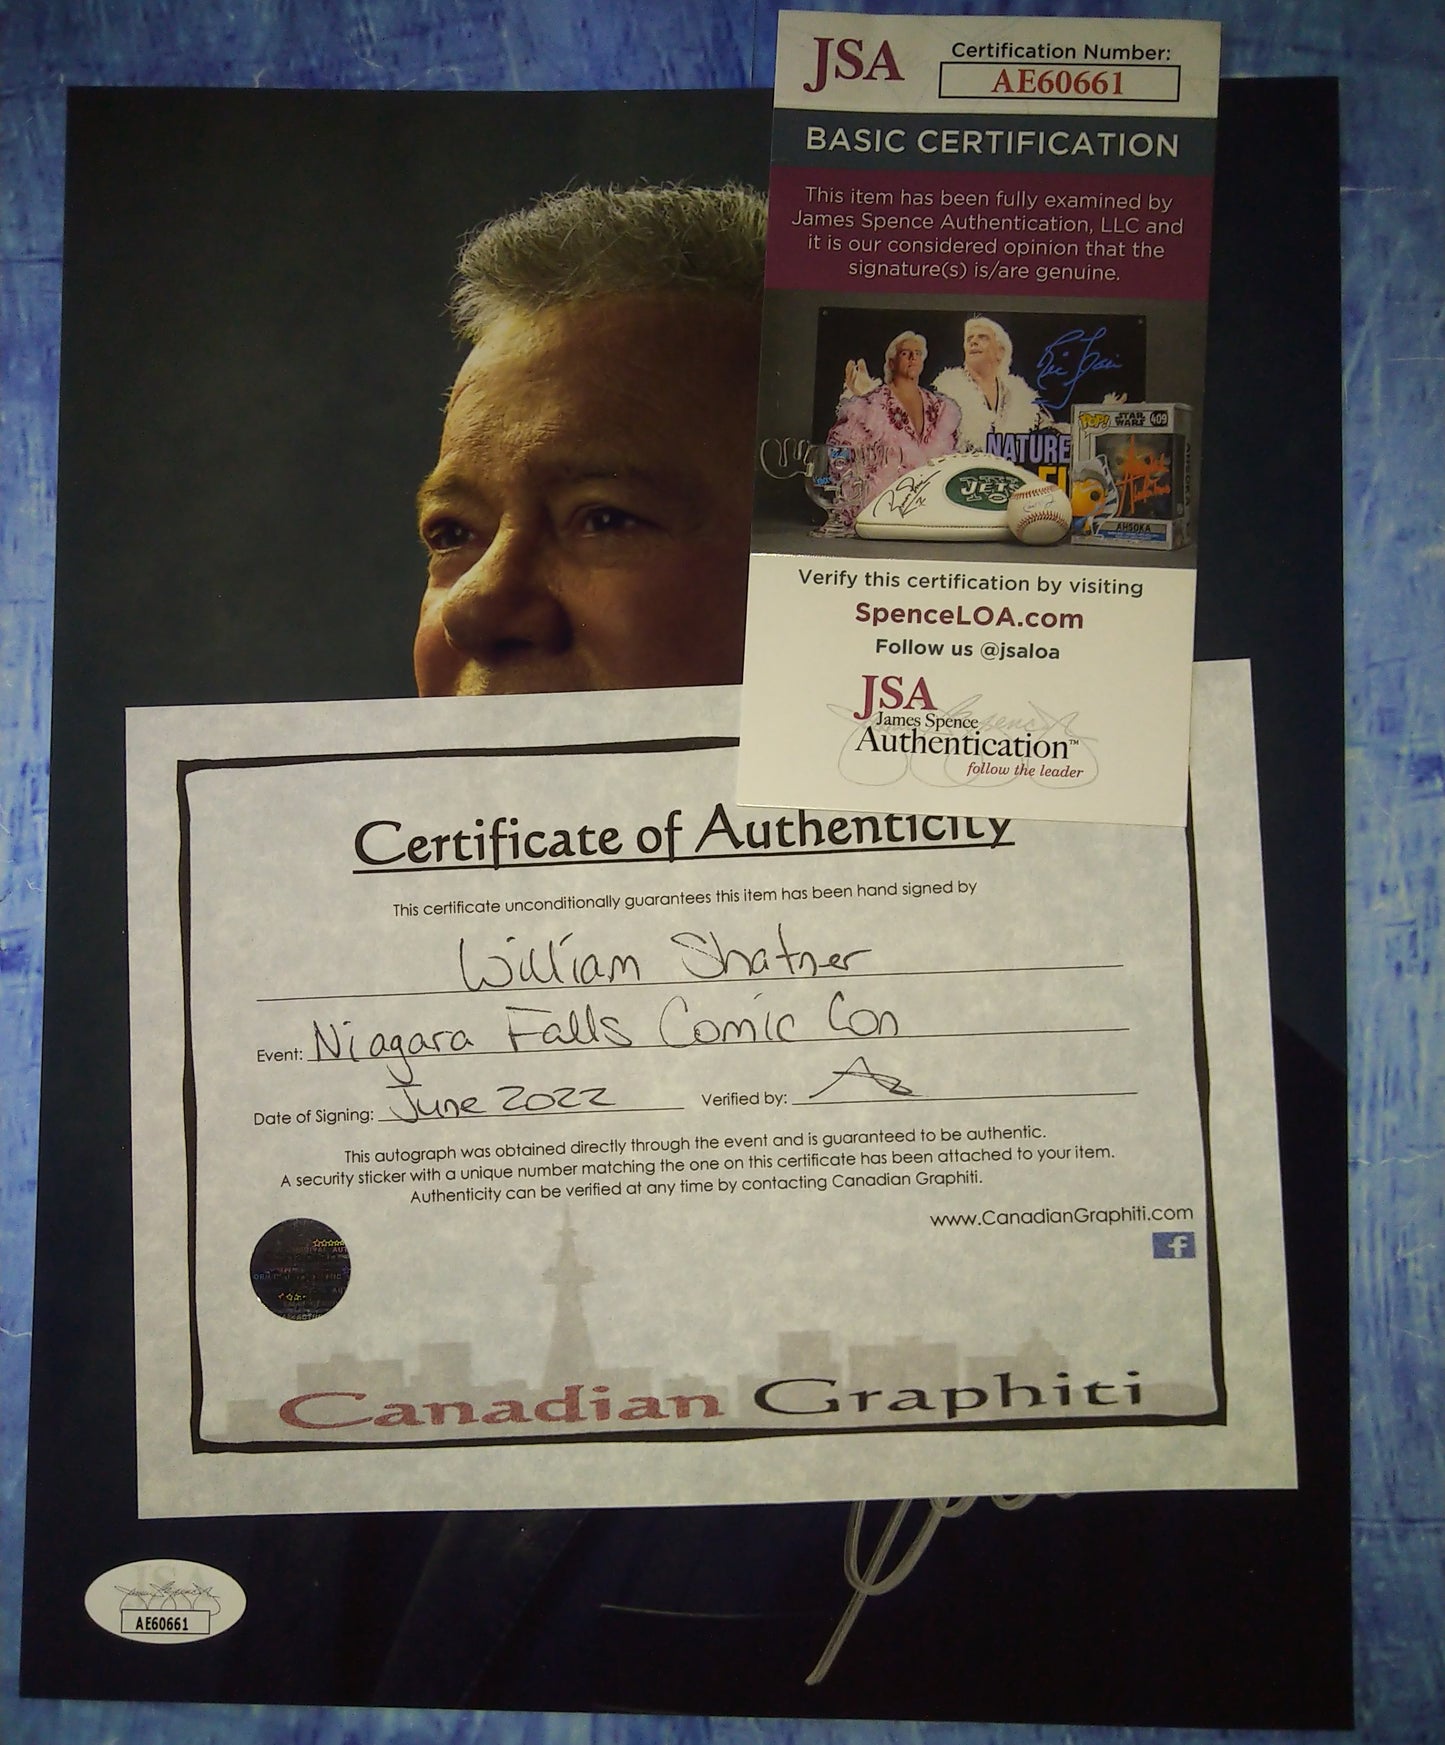 JSA
Certification Number:
AE60661
BASIC CERTIFICATION
This item has been fully examined by
James Spence Authentication, LLC and
it is our considered opinion that the
signature(s) is/are genuine.
NATURE
JETS
POP!
STAR
WARS
409
AHSOKA
Verify this certification by visiting
SpenceLOA.com
Follow us @jsaloa
JSA
James Spence
Authentication™
follow the leader
Certificate of Authenticity
This certificate unconditionally guarantees this item has been hand signed by
William Shatner
Event: Niagara Falls Comic Con
Date of Signing: June 2022 Verified by:
This autograph was obtained directly through the event and is guaranteed to be authentic.
A security sticker with a unique number matching the one on this certificate has been attached to your item.
Authenticity can be verified at any time by contacting Canadian Graphiti.
www.CanadianGraphiti.com
f
Canadian Graphiti
JSA
AE60661